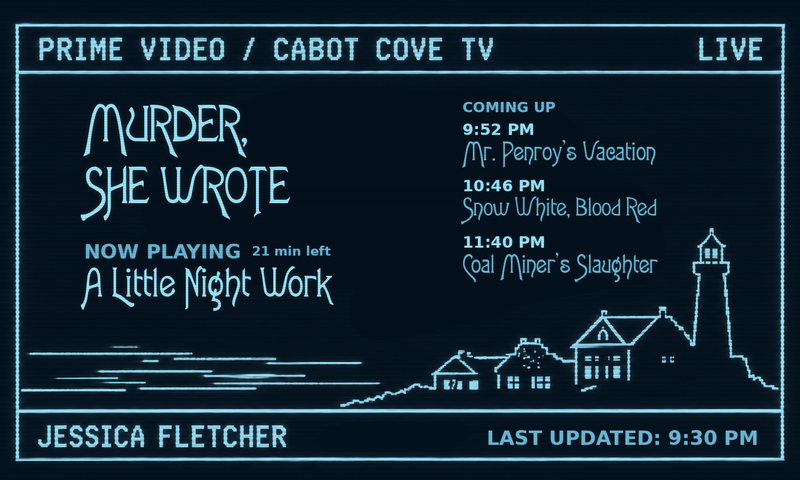 PRIME VIDEO / CABOT COVE TV
LIVE
MURDER,
SHE WROTE
NOW PLAYING 21 min left
A Little Night Work
COMING UP
9:52 PM
Mr. Penroy's Vacation
10:46 PM
Snow White, Blood Red
11:40 PM
Coal Miner's Slaughter
JESSICA FLETCHER
LAST UPDATED: 9:30 PM